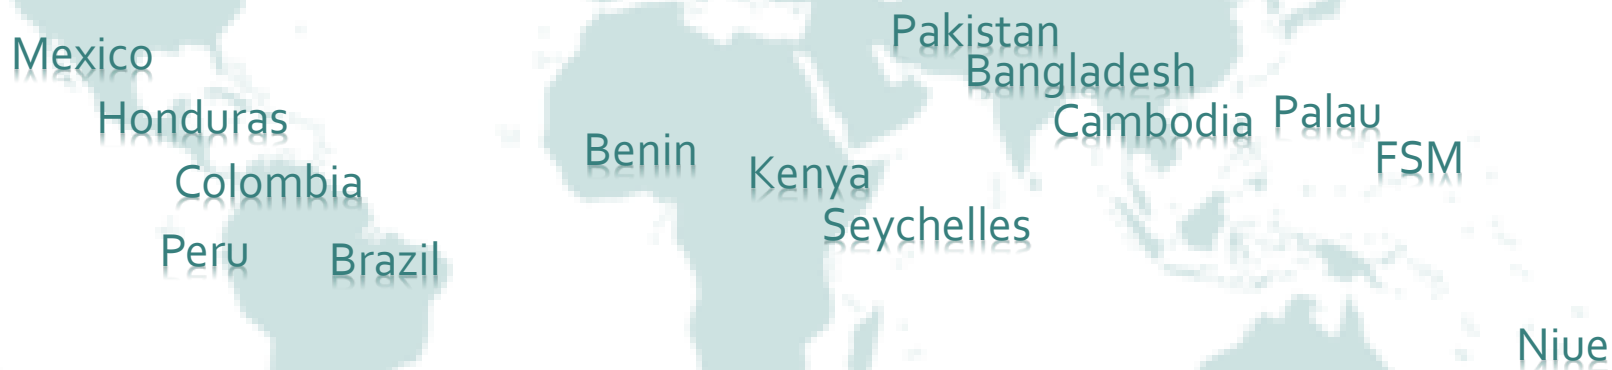 Mexico
Honduras
Colombia
Peru
Brazil
Benin
Kenya
Seychelles
Pakistan
Bangladesh
Cambodia
Palau
FSM
Niue